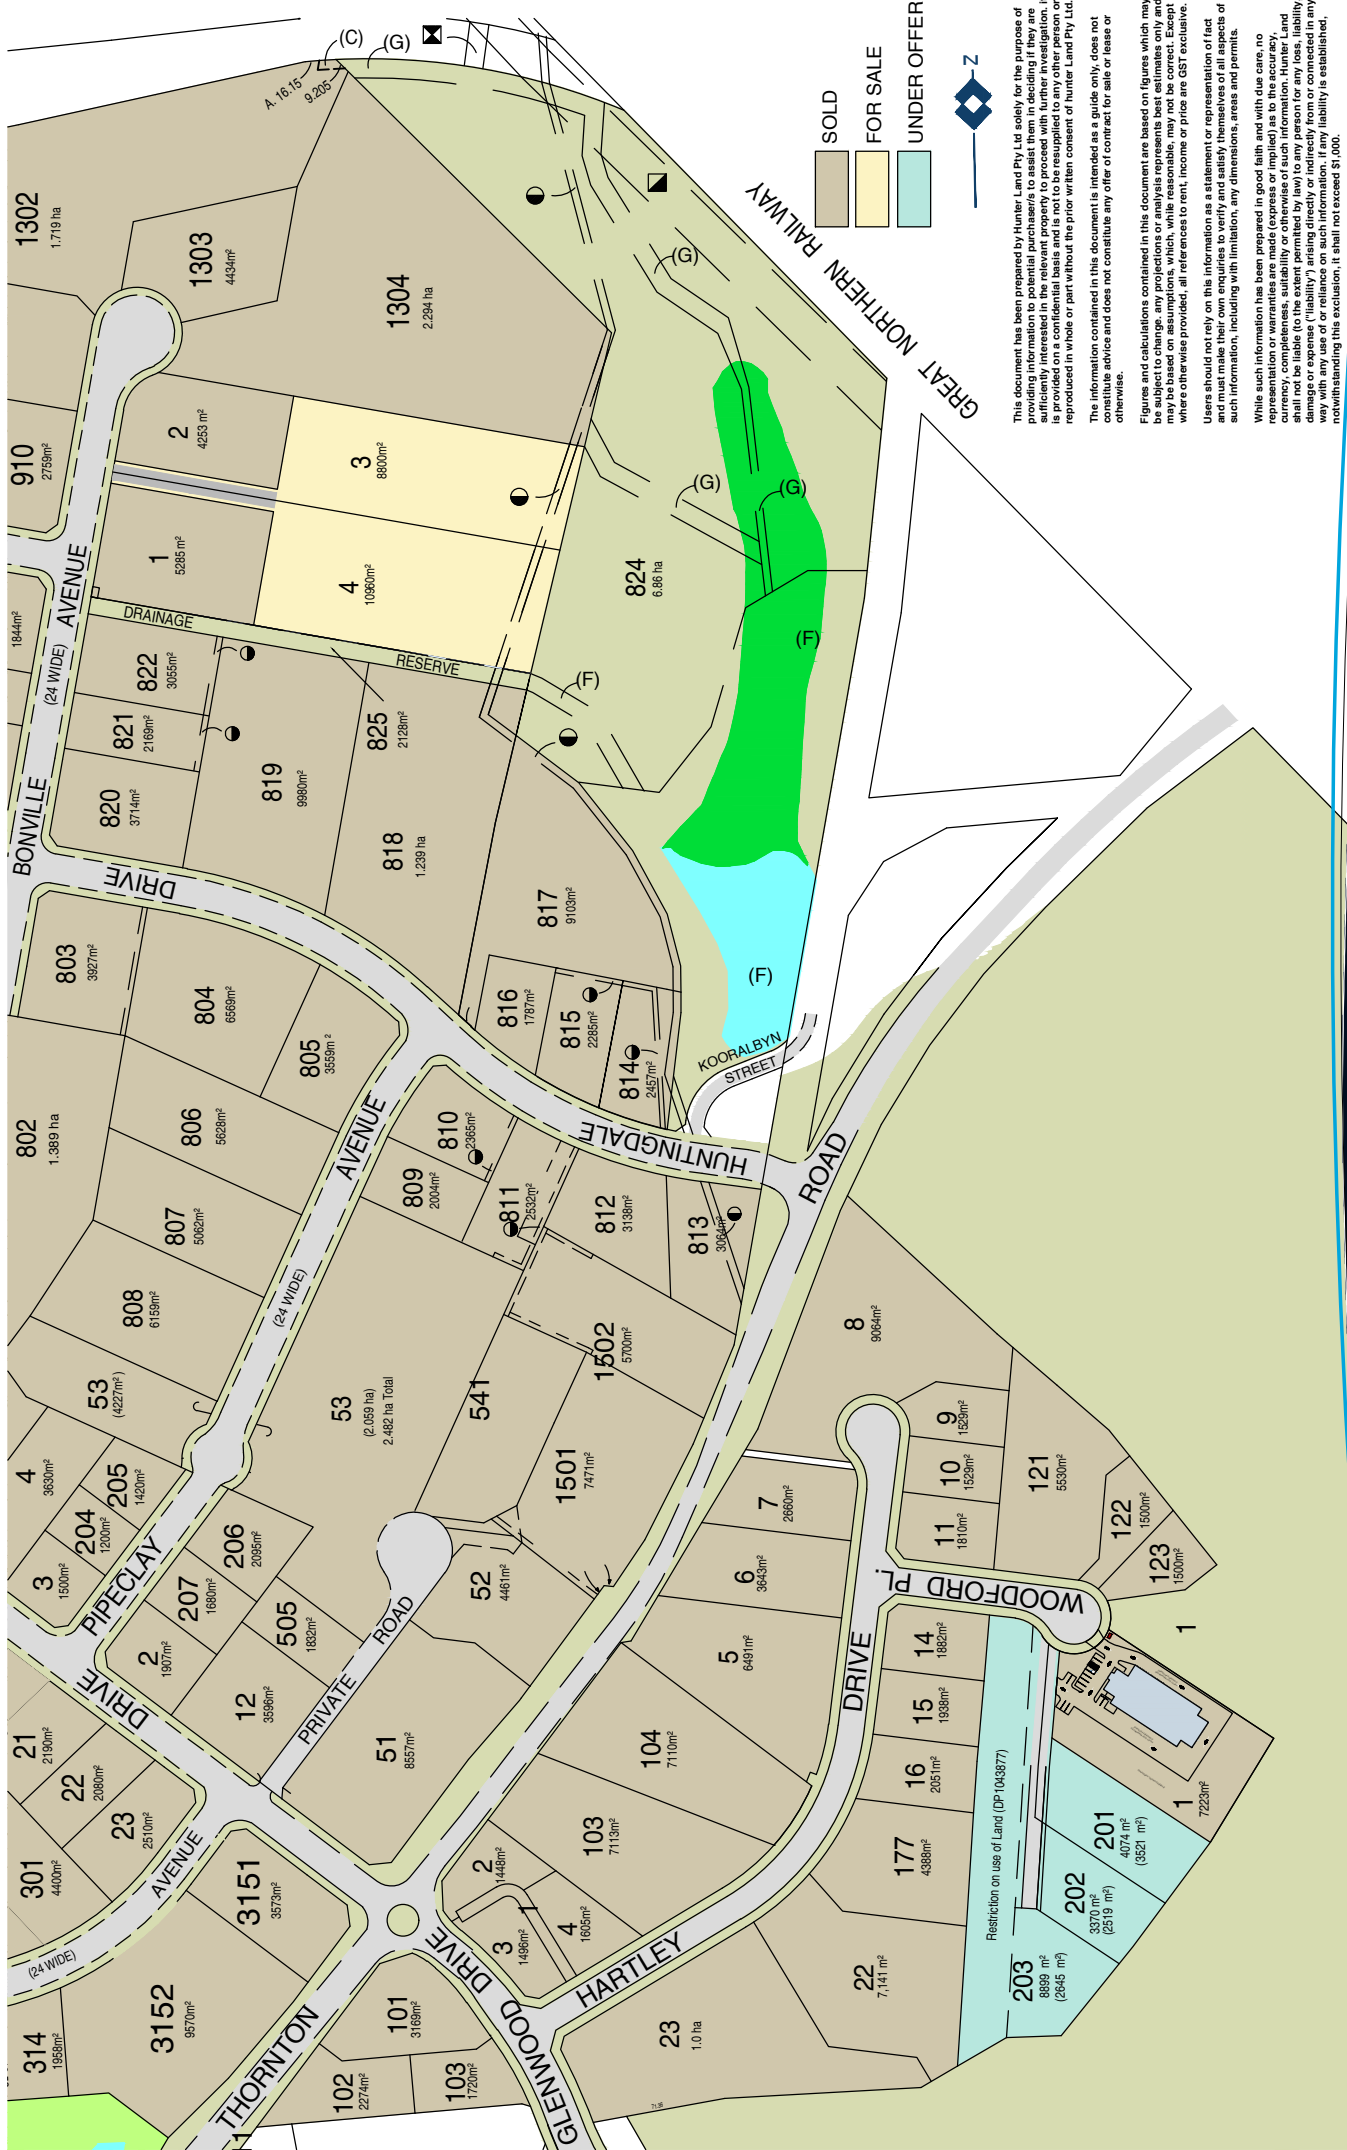 (C)
(G)
A. 16.15
9.205
1302
1.719 ha
1303
4434m²
1304
2.294 ha
SOLD
FOR SALE
UNDER OFFER
Z
GREAT NORTHERN RAILWAY
(G)
This document has been prepared by Hunter Land Pty Ltd solely for the purpose of
providing information to potential purchaser/s to assist them in deciding if they are
sufficiently interested in the relevant property to proceed with further investigation.
is provided on a confidential basis and is not to be resupplied to any other person or
reproduced in whole or part without the prior written consent of hunter Land Pty Ltd.
The information contained in this document is intended as a guide only, does not
constitute advice and does not constitute any offer of contract for sale or lease or
otherwise.
Figures and calculations contained in this document are based on figures which may
be subject to change. any projections or analysis represents best estimates only and
may be based on assumptions, which, while reasonable, may not be correct. Except
where otherwise provided, all references to rent, income or price are GST exclusive.
Users should not rely on this information as a statement or representation of fact
and must make their own enquiries to verify and satisfy themselves of all aspects of
such information, including with limitation, any dimensions, areas and permits.
While such information has been prepared in good faith and with due care, no
representation or warranties are made (express or implied) as to the accuracy,
currency, completeness, suitability or otherwise of such information. Hunter Land
shall not be liable (to the extent permitted by law) to any person for any loss, liability,
damage or expense ("liability") arising directly or indirectly from or connected in any
way with any use of or reliance on such information. if any liability is established,
notwithstanding this exclusion, it shall not exceed $1,000.
910
2759m²
2
4253 m²
3
8800m²
(G)
(G)
1
5285 m²
4
10960m²
824
6.86 ha
(F)
1844m²
BONVILLE
AVENUE
(24 WIDE)
DRAINAGE
RESERVE
(F)
822
3055m²
821
2169m²
820
3714m²
819
9980m²
825
2128m²
818
1.239 ha
817
9103m²
DRIVE
803
3927m²
804
6569m²
805
3559m²
816
1787m²
815
2285m²
814
2457m²
(F)
KOORALBYN
STREET
802
1.389 ha
806
5628m²
807
5062m²
808
6159m²
AVENUE
(24 WIDE)
810
2365m²
809
2004m²
811
2532m²
812
3138m²
813
3064m²
HUNTINGDALE
ROAD
53
(4227m²)
53
(2.059 ha)
2.482 ha Total
541
1502
5700m²
1501
7471m²
8
9064m²
9
1529m²
10
1529m²
11
1810m²
121
5530m²
122
1500m²
123
1500m²
4
3630m²
205
1420m²
204
1200m²
3
1500m²
PIPECLAY
206
2095m²
207
1680m²
2
1907m²
505
1832m²
12
3596m²
PRIVATE
ROAD
52
4461m²
51
8557m²
7
2660m²
6
3643m²
5
6491m²
104
7110m²
103
7113m²
WOODFORD PL.
DRIVE
14
1882m²
15
1938m²
16
2051m²
177
4388m²
1
1
7223m²
Restriction on use of Land (DP1043877)
201
4074 m²
(3521 m²)
202
3370 m²
(2519 m²)
203
8899 m²
(2645 m²)
DRIVE
21
2190m²
22
2080m²
23
2510m²
301
4400m²
AVENUE
(24 WIDE)
3151
3573m²
3152
9570m²
314
1958m²
THORNTON
2
1448m²
1
3
1496m²
4
1605m²
HARTLEY
GLENWOOD
DRIVE
101
3169m²
102
2274m²
103
1720m²
22
7,141 m²
23
1.0 ha